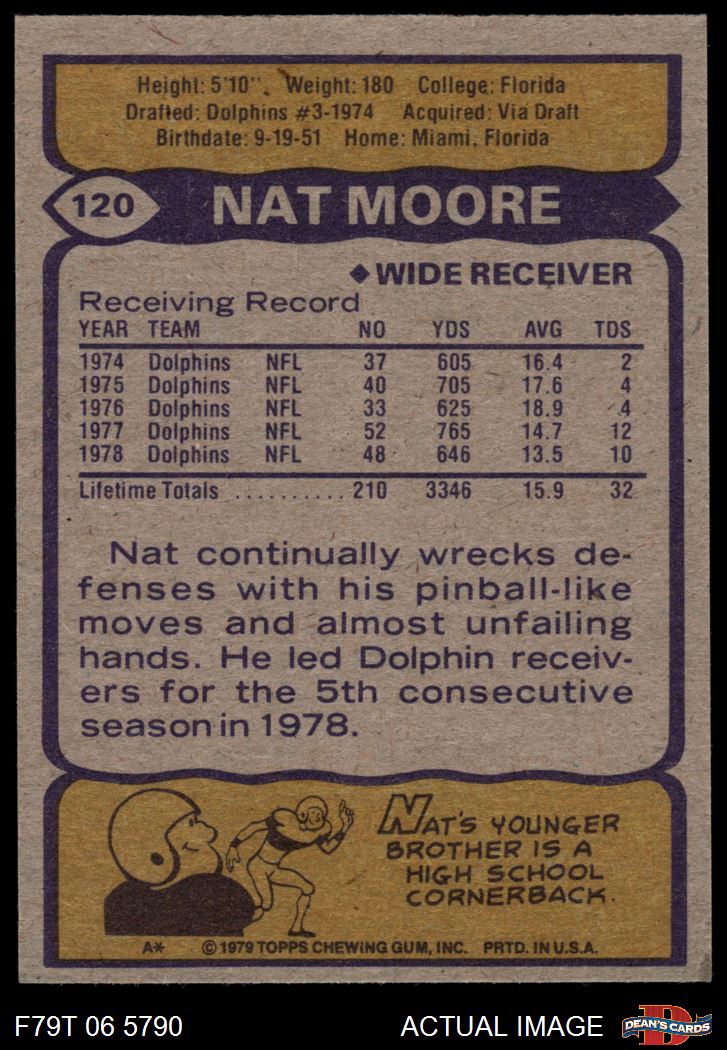 Height: 5'10". Weight: 180 College: Florida
Drafted: Dolphins #3-1974 Acquired: Via Draft
Birthdate: 9-19-51 Home: Miami, Florida
120 NAT MOORE
◆ WIDE RECEIVER
Receiving Record
YEAR TEAM NO YDS AVG TDS
1974 Dolphins NFL 37 605 16.4 2
1975 Dolphins NFL 40 705 17.6 4
1976 Dolphins NFL 33 625 18.9 4
1977 Dolphins NFL 52 765 14.7 12
1978 Dolphins NFL 48 646 13.5 10
Lifetime Totals .......... 210 3346 15.9 32
Nat continually wrecks de-
fenses with his pinball-like
moves and almost unfailing
hands. He led Dolphin receiv-
ers for the 5th consecutive
season in 1978.
NAT'S YOUNGER
BROTHER IS A
HIGH SCHOOL
CORNERBACK.
A* © 1979 TOPPS CHEWING GUM, INC. PRTD. IN U.S.A.
F79T 06 5790 ACTUAL IMAGE D DEAN'S CARDS